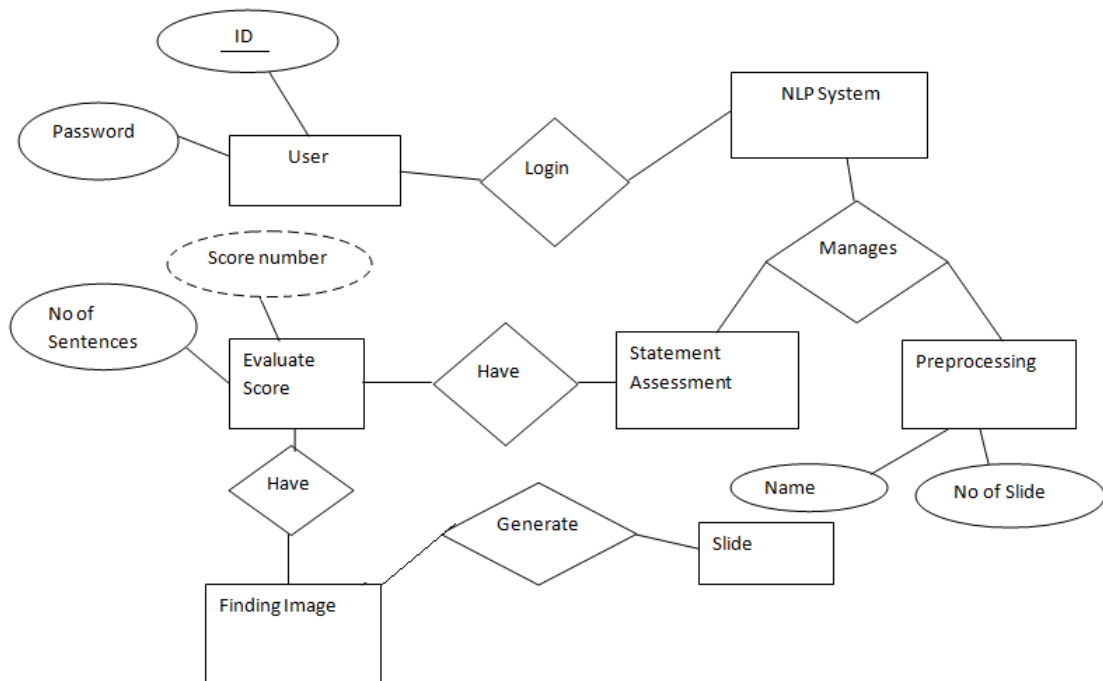 ID
Password
User
Login
NLP System
Manages
Score number
No of
Sentences
Evaluate
Score
Have
Statement
Assessment
Preprocessing
Have
Name
No of Slide
Generate
Slide
Finding Image